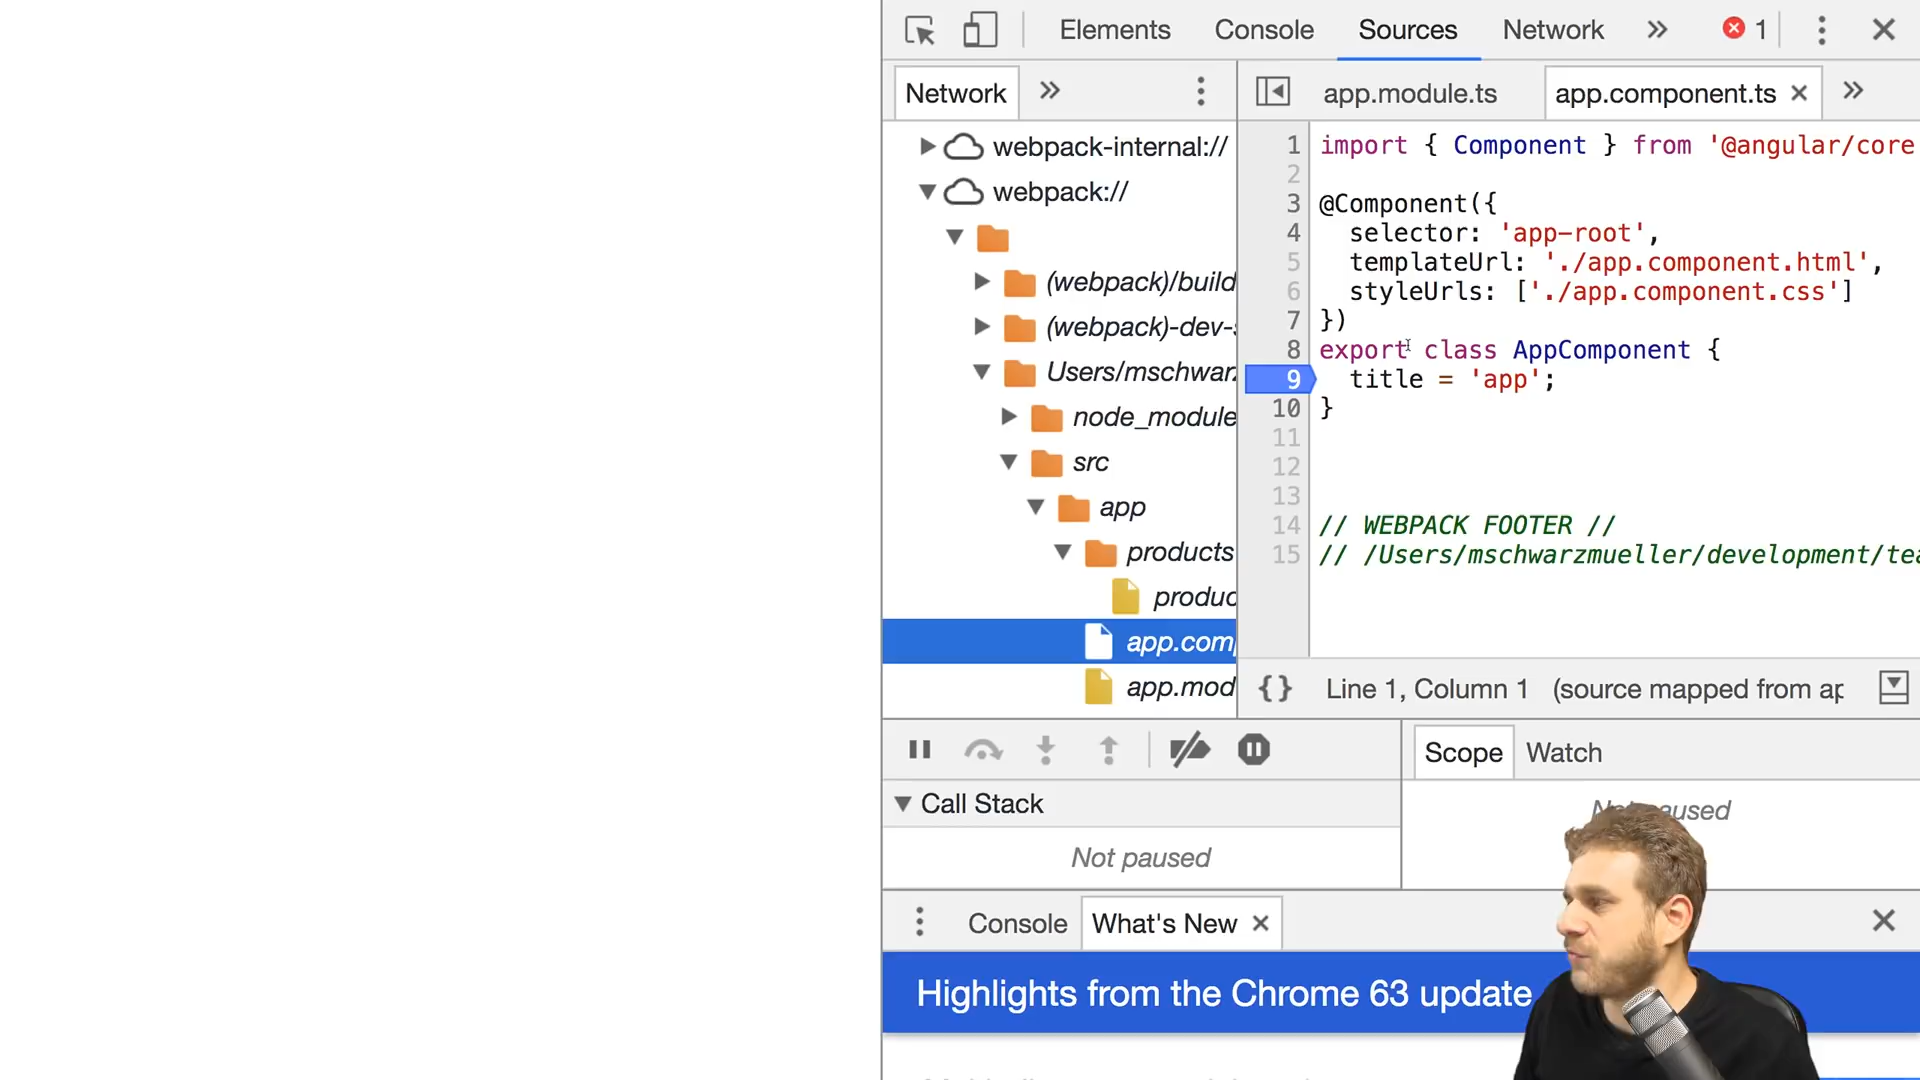 Elements Console Sources Network 1
Network
webpack-internal://
webpack://
(webpack)/build
(webpack)-dev-
Users/mschwar
node_module
src
app
products
produc
app.com
app.mod
app.module.ts app.component.ts
1 import { Component } from '@angular/core
2
3 @Component({
4 selector: 'app-root',
5 templateUrl: './app.component.html',
6 styleUrls: ['./app.component.css']
7 })
8 export class AppComponent {
9 title = 'app';
10 }
11
12
13
14 // WEBPACK FOOTER //
15 // /Users/mschwarzmueller/development/tea
{} Line 1, Column 1 (source mapped from ap
Call Stack
Not paused
Scope Watch
Not paused
Console What's New
Highlights from the Chrome 63 update